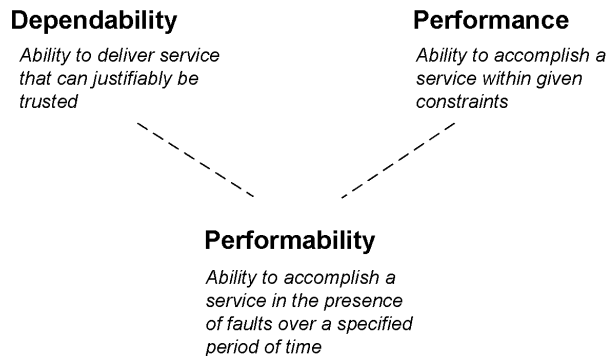 Dependability
Ability to deliver service
that can justifiably be
trusted
Performance
Ability to accomplish a
service within given
constraints
Performability
Ability to accomplish a
service in the presence
of faults over a specified
period of time